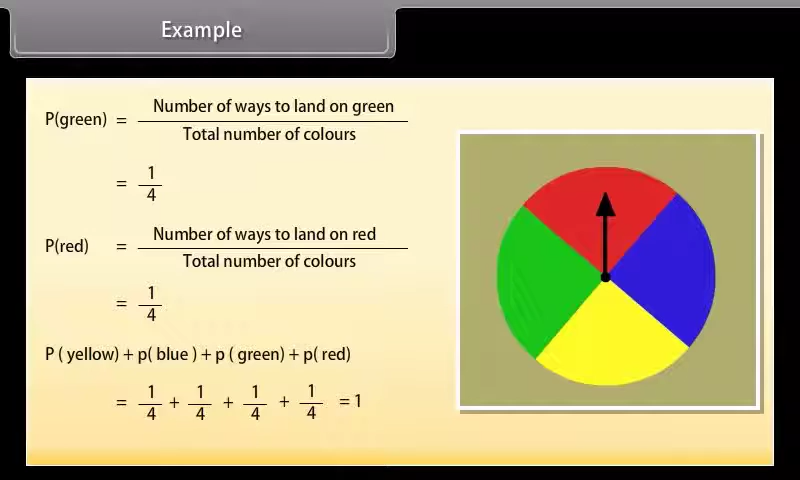 Example
P(green) = Number of ways to land on green / Total number of colours
= 1/4
P(red) = Number of ways to land on red / Total number of colours
= 1/4
P ( yellow) + p( blue ) + p ( green) + p( red)
= 1/4 + 1/4 + 1/4 + 1/4 = 1